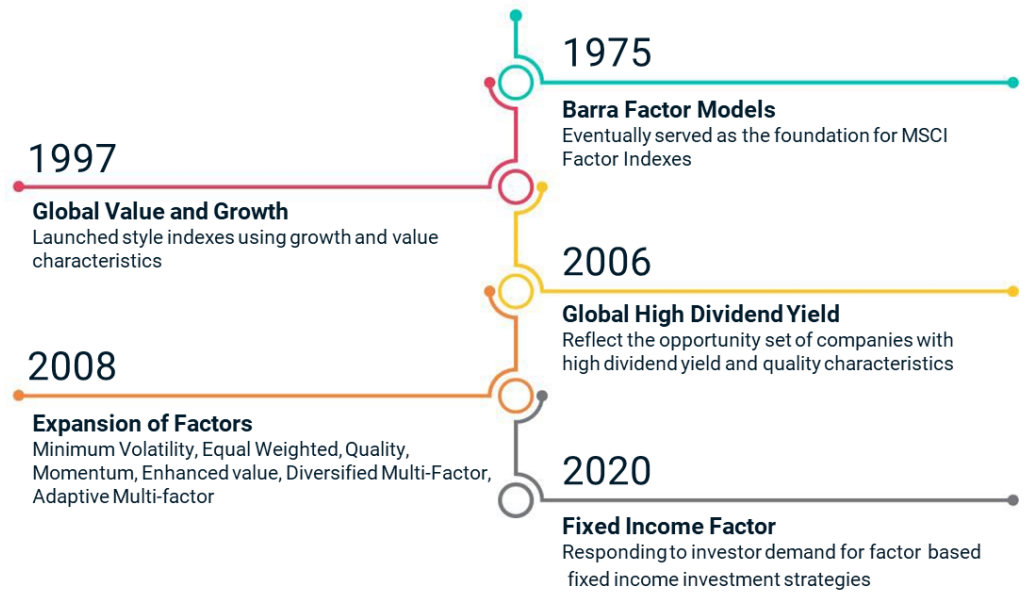 1975
Barra Factor Models
Eventually served as the foundation for MSCI
Factor Indexes
1997
Global Value and Growth
Launched style indexes using growth and value
characteristics
2006
Global High Dividend Yield
Reflect the opportunity set of companies with
high dividend yield and quality characteristics
2008
Expansion of Factors
Minimum Volatility, Equal Weighted, Quality,
Momentum, Enhanced value, Diversified Multi-Factor,
Adaptive Multi-factor
2020
Fixed Income Factor
Responding to investor demand for factor based
fixed income investment strategies